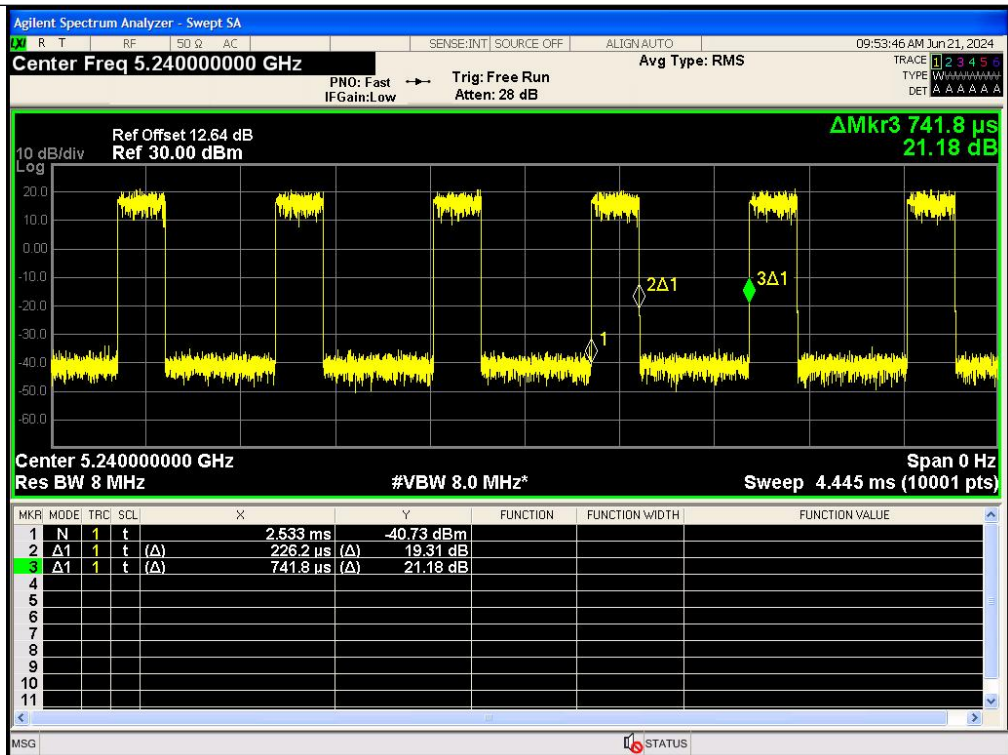 Agilent Spectrum Analyzer - Swept SA
LXI R T RF 50 Ω AC SENSE:INT SOURCE OFF ALIGN AUTO 09:53:46 AM Jun 21, 2024
Center Freq 5.240000000 GHz
PNO: Fast
IFGain:Low
Trig: Free Run
Atten: 28 dB
Avg Type: RMS
TRACE 1 2 3 4 5 6
TYPE W
DET A A A A A A
ΔMkr3 741.8 µs
21.18 dB
Ref Offset 12.64 dB
10 dB/div Ref 30.00 dBm
Log
20.0
10.0
0.00
-10.0
-20.0
-30.0
-40.0
-50.0
-60.0
2Δ1
3Δ1
1
Center 5.240000000 GHz Span 0 Hz
Res BW 8 MHz #VBW 8.0 MHz* Sweep 4.445 ms (10001 pts)
MKR MODE TRC SCL X Y FUNCTION FUNCTION WIDTH FUNCTION VALUE
1 N 1 t 2.533 ms -40.73 dBm
2 Δ1 1 t (Δ) 226.2 µs (Δ) 19.31 dB
3 Δ1 1 t (Δ) 741.8 µs (Δ) 21.18 dB
4
5
6
7
8
9
10
11
MSG STATUS